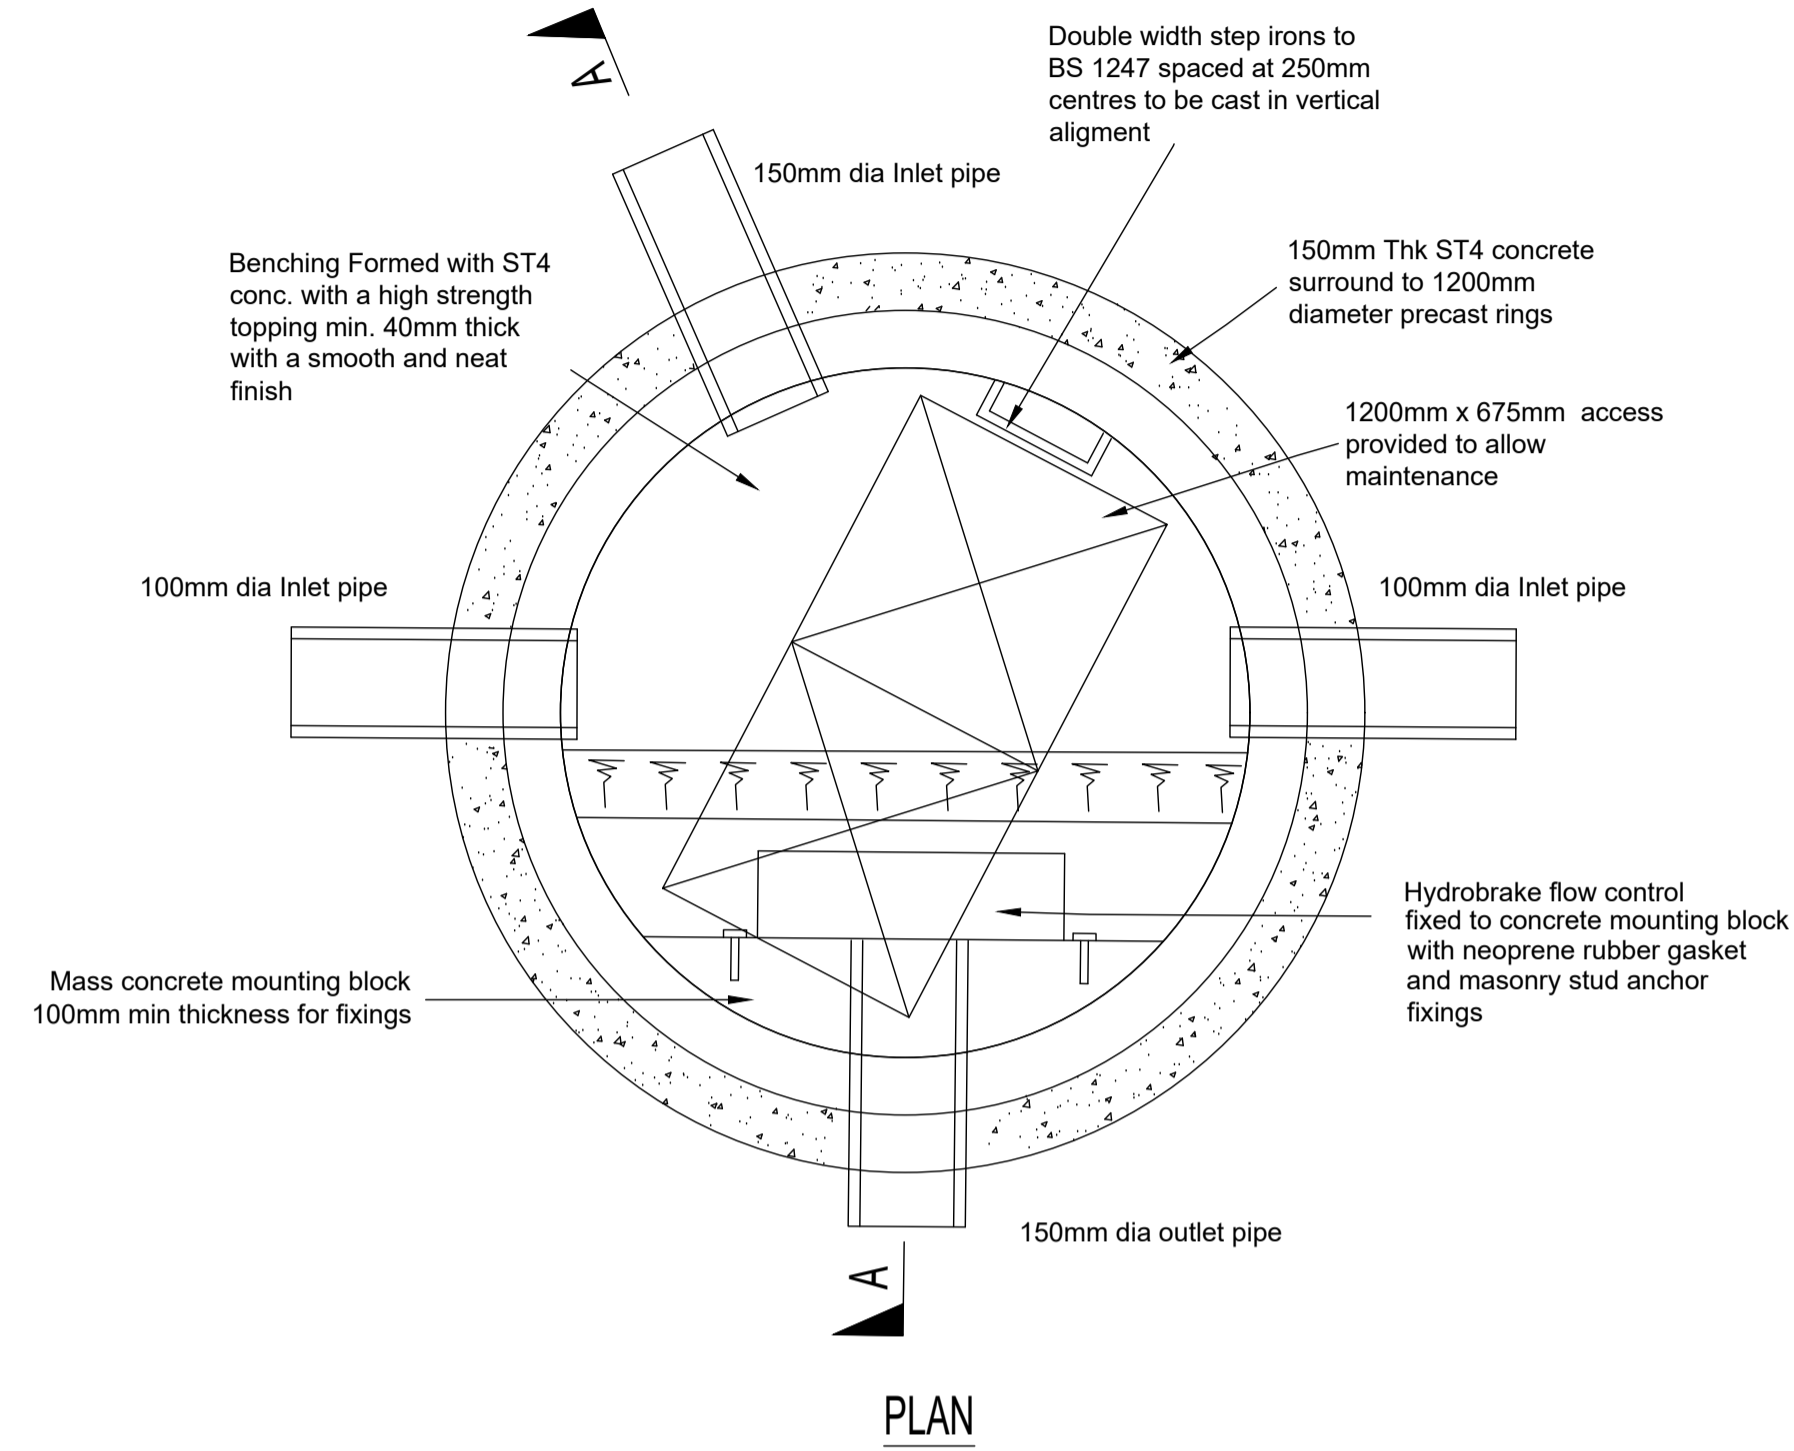 A
Double width step irons to
BS 1247 spaced at 250mm
centres to be cast in vertical
aligment
150mm dia Inlet pipe
Benching Formed with ST4
conc. with a high strength
topping min. 40mm thick
with a smooth and neat
finish
150mm Thk ST4 concrete
surround to 1200mm
diameter precast rings
1200mm x 675mm access
provided to allow
maintenance
100mm dia Inlet pipe
100mm dia Inlet pipe
Hydrobrake flow control
fixed to concrete mounting block
with neoprene rubber gasket
and masonry stud anchor
fixings
Mass concrete mounting block
100mm min thickness for fixings
150mm dia outlet pipe
A
PLAN